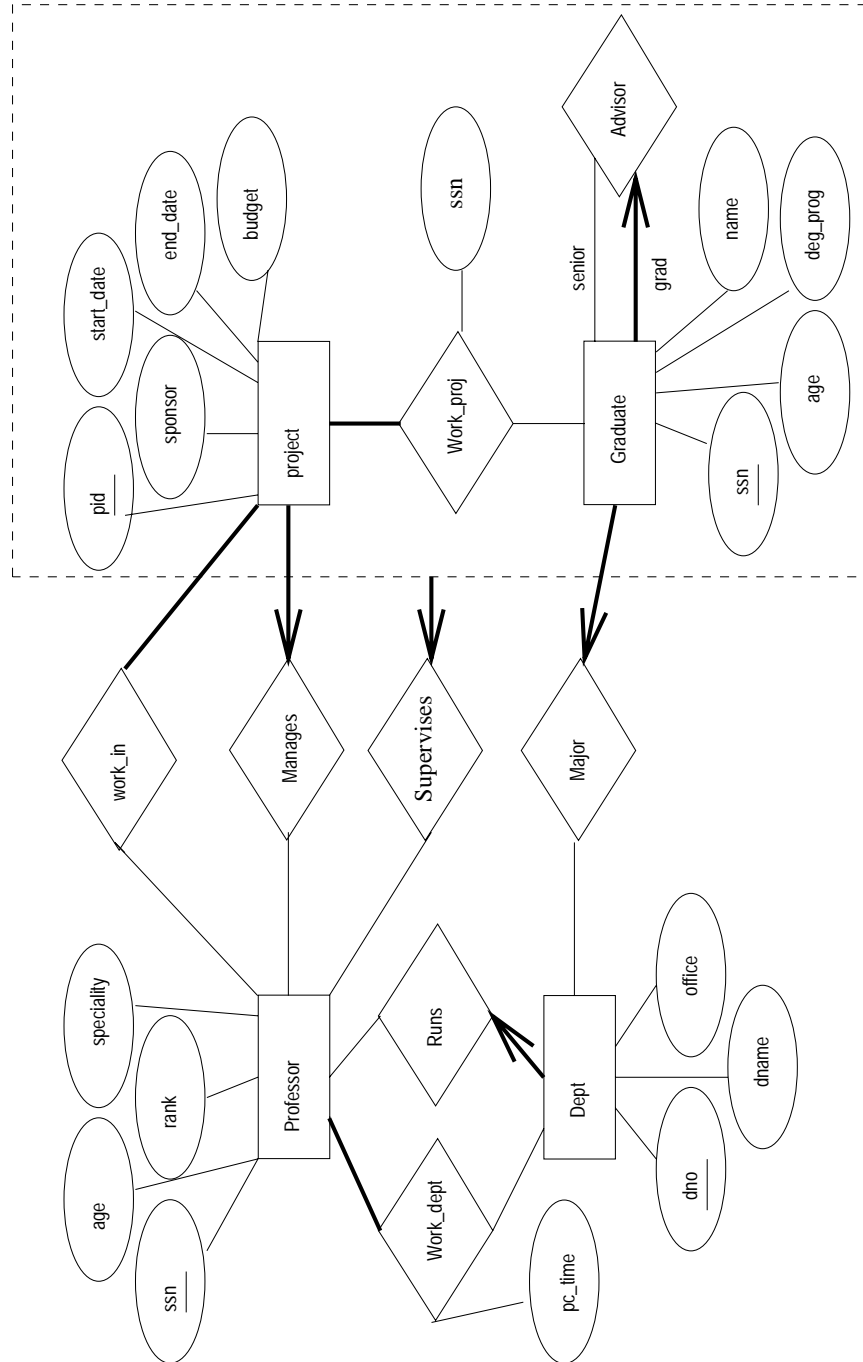 age
speciality
work_in
pid
start_date
ssn
rank
sponsor
end_date
budget
Professor
Manages
project
Supervises
Work_dept
Runs
Work_proj
ssn
pc_time
Dept
Major
Graduate
senior
Advisor
grad
dno
dname
office
ssn
age
name
deg_prog